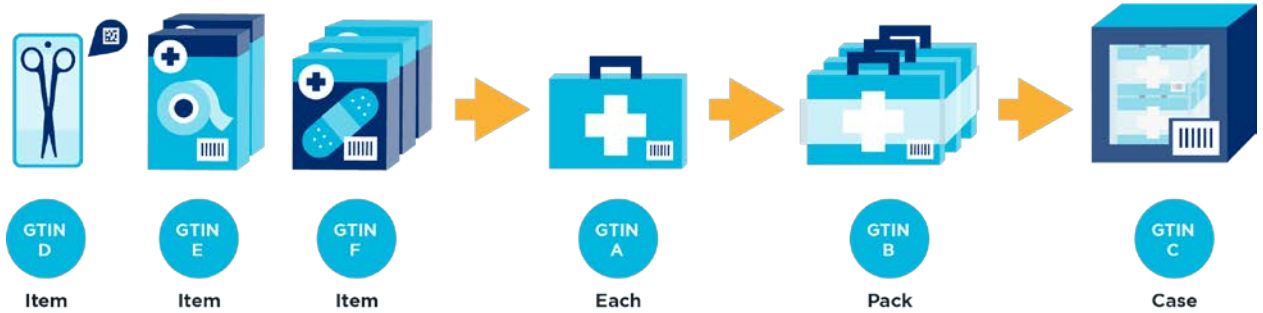 GTIN
D
Item
GTIN
E
Item
GTIN
F
Item
GTIN
A
Each
GTIN
B
Pack
GTIN
C
Case